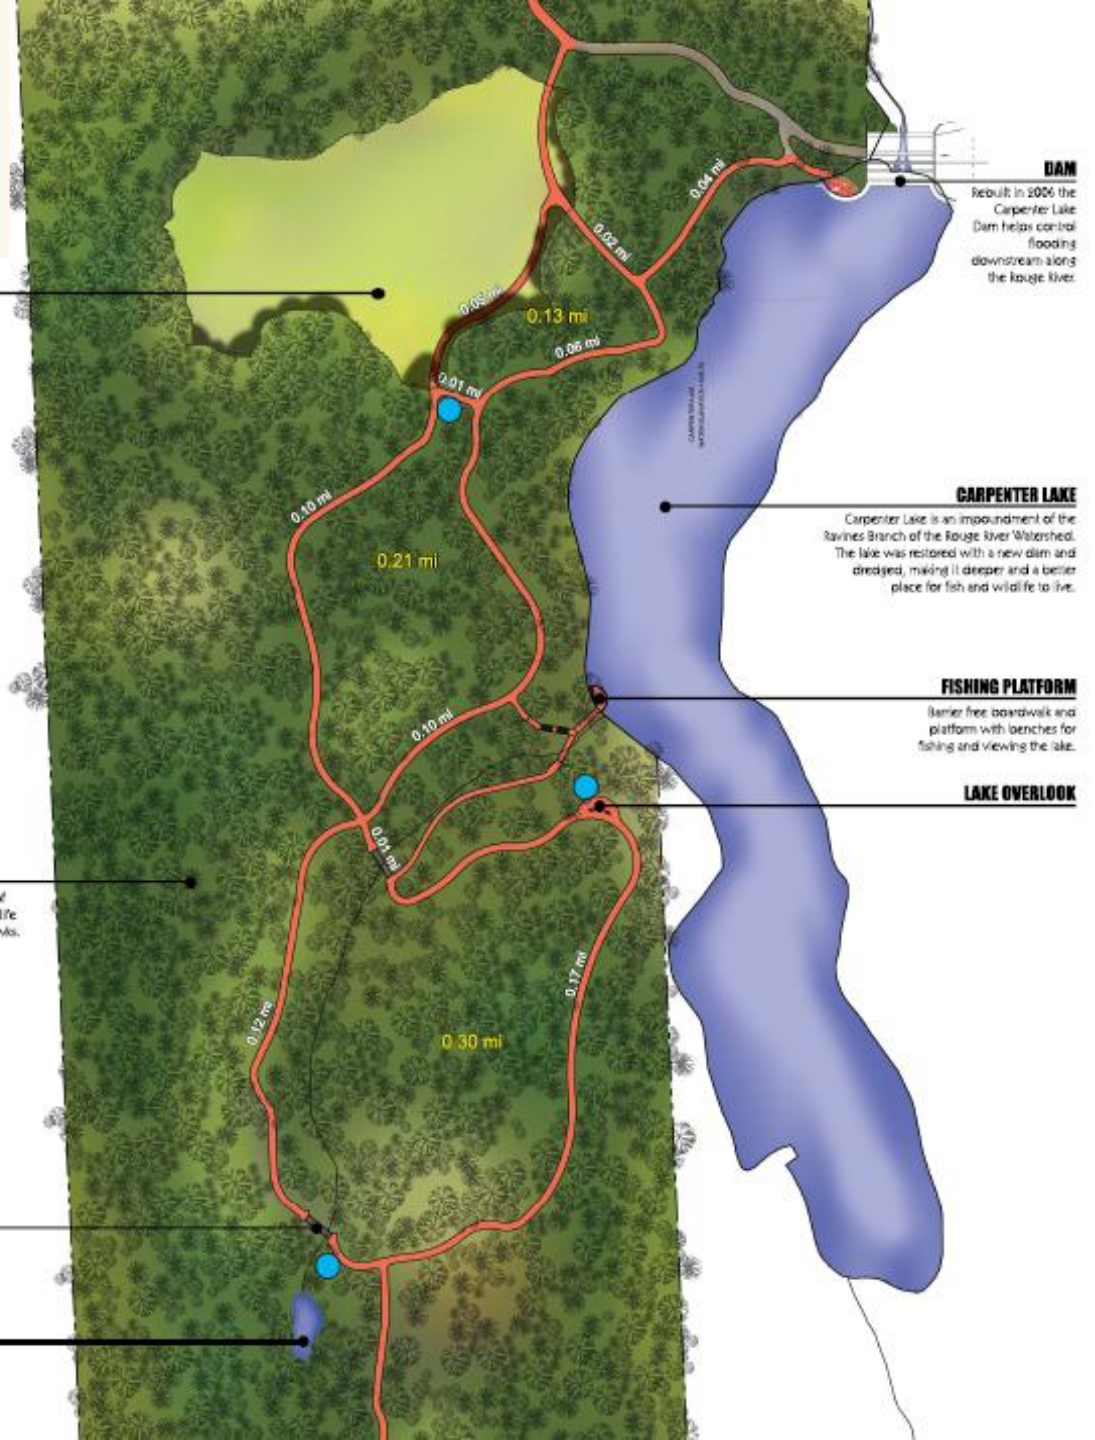 DAM
Rebuilt in 2006 the
Carpenter Lake
Dam helps control
flooding
downstream along
the Rouge River.
0.04 mi
0.02 mi
0.05 mi
0.13 mi
0.06 mi
0.01 mi
CARPENTER LAKE
CARPENTER LAKE
Carpenter Lake is an impoundment of the
Ravines Branch of the Rouge River Watershed.
The lake was restored with a new dam and
dredged, making it deeper and a better
place for fish and wildlife to live.
0.10 mi
0.21 mi
FISHING PLATFORM
Barrier free boardwalk and
platform with benches for
fishing and viewing the lake.
0.10 mi
LAKE OVERLOOK
0.01 mi
life
0.17 mi
0.12 mi
0.30 mi